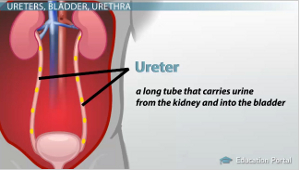 URETERS, BLADDER, URETHRA
Ureter
a long tube that carries urine
from the kidney and into the bladder
Education Portal